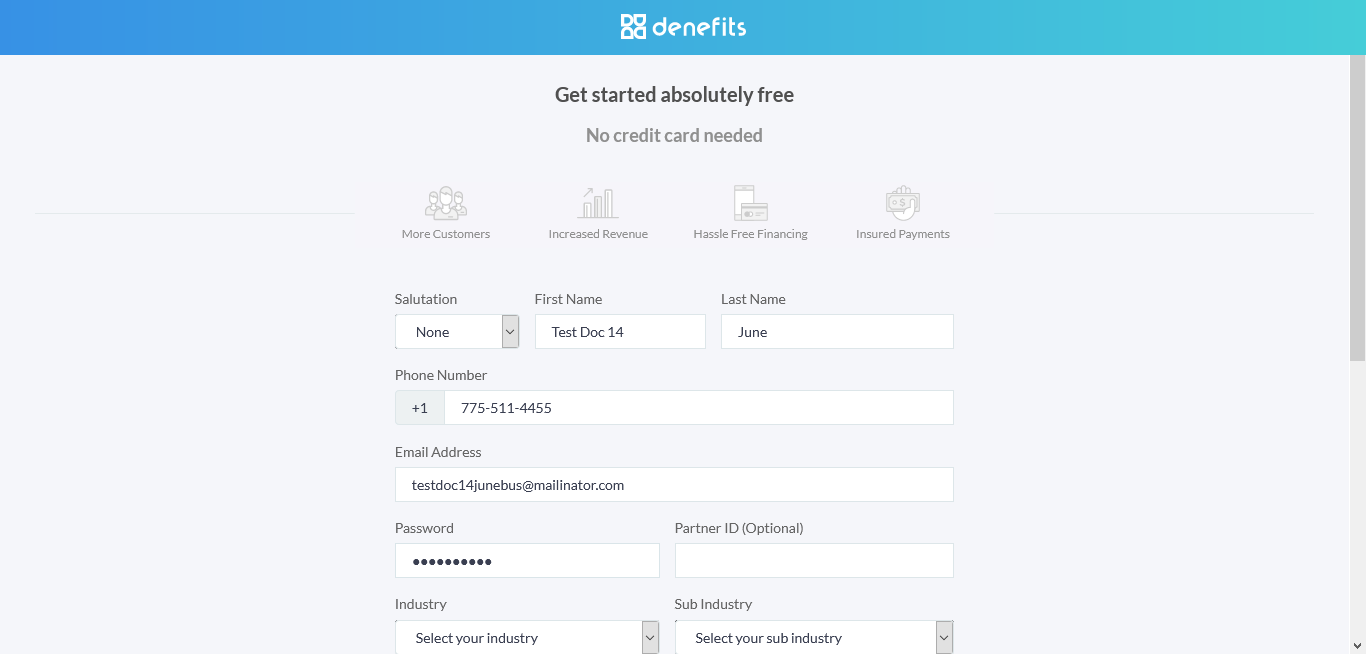 denefits
Get started absolutely free
No credit card needed
More Customers Increased Revenue Hassle Free Financing Insured Payments
Salutation First Name Last Name
None Test Doc 14 June
Phone Number
+1 775-511-4455
Email Address
testdoc14junebus@mailinator.com
Password Partner ID (Optional)
●●●●●●●●●●
Industry Sub Industry
Select your industry Select your sub industry